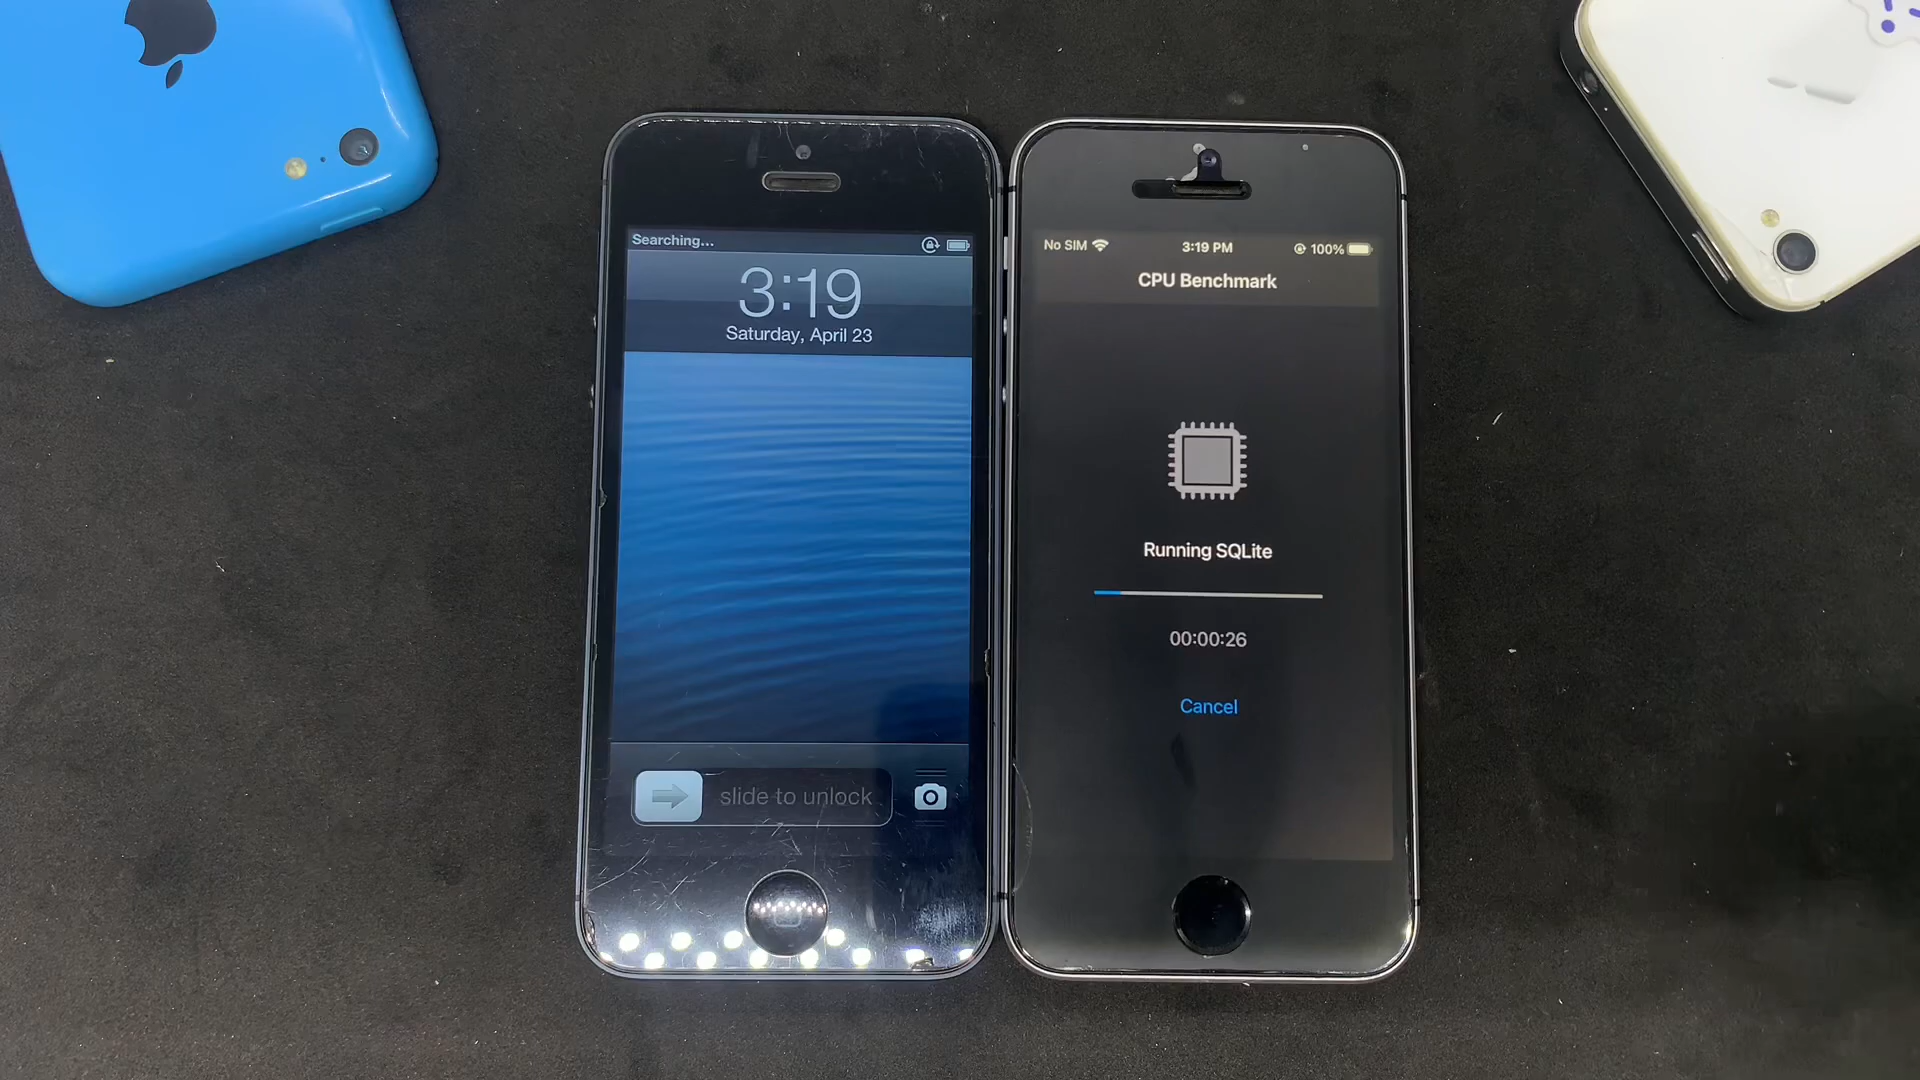 Searching...
3:19
Saturday, April 23
slide to unlock
No SIM
3:19 PM
100%
CPU Benchmark
Running SQLite
00:00:26
Cancel